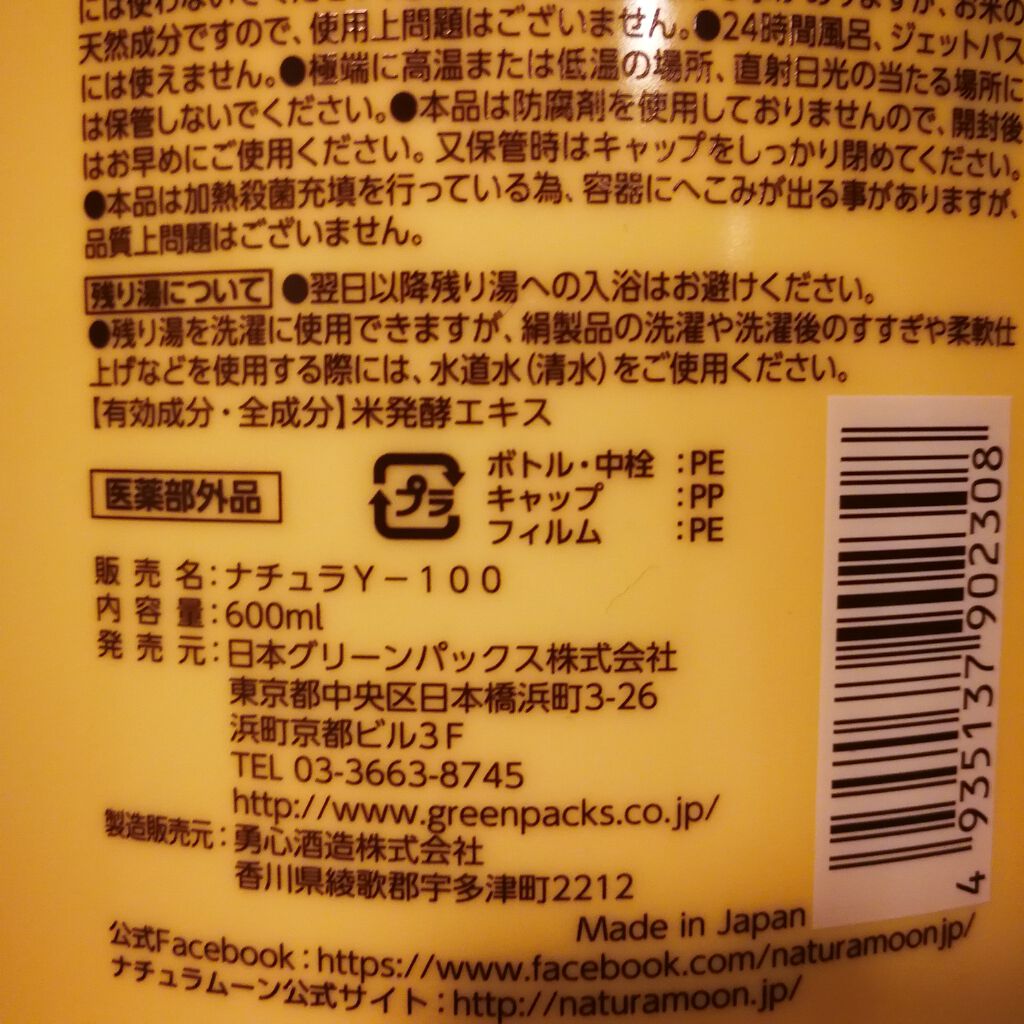 には使わないでください
がありますが、お米の
天然成分ですので、使用上問題はございません。●24時間風呂、ジェットバス
には使えません。●極端に高温または低温の場所、直射日光の当たる場所に
は保管しないでください。●本品は防腐剤を使用しておりませんので、開封後
はお早めにご使用ください。又保管時はキャップをしっかり閉めてください。
●本品は加熱殺菌充填を行っている為、容器にへこみが出る事がありますが、
品質上問題はございません。
残り湯について ●翌日以降残り湯への入浴はお避けください。
●残り湯を洗濯に使用できますが、絹製品の洗濯や洗濯後のすすぎや柔軟仕
上げなどを使用する際には、水道水(清水)をご使用ください。
【有効成分・全成分】米発酵エキス
医薬部外品
プラ
ボトル・中栓:PE
キャップ:PP
フィルム:PE
販売名:ナチュラY-100
内容量:600ml
発売元:日本グリーンパックス株式会社
東京都中央区日本橋浜町3-26
浜町京都ビル3F
TEL 03-3663-8745
http://www.greenpacks.co.jp/
製造販売元:勇心酒造株式会社
香川県綾歌郡宇多津町2212
Made in Japan
公式Facebook:https://www.facebook.com/naturamoonjp/
ナチュラムーン公式サイト:http://naturamoon.jp/
4935137902308